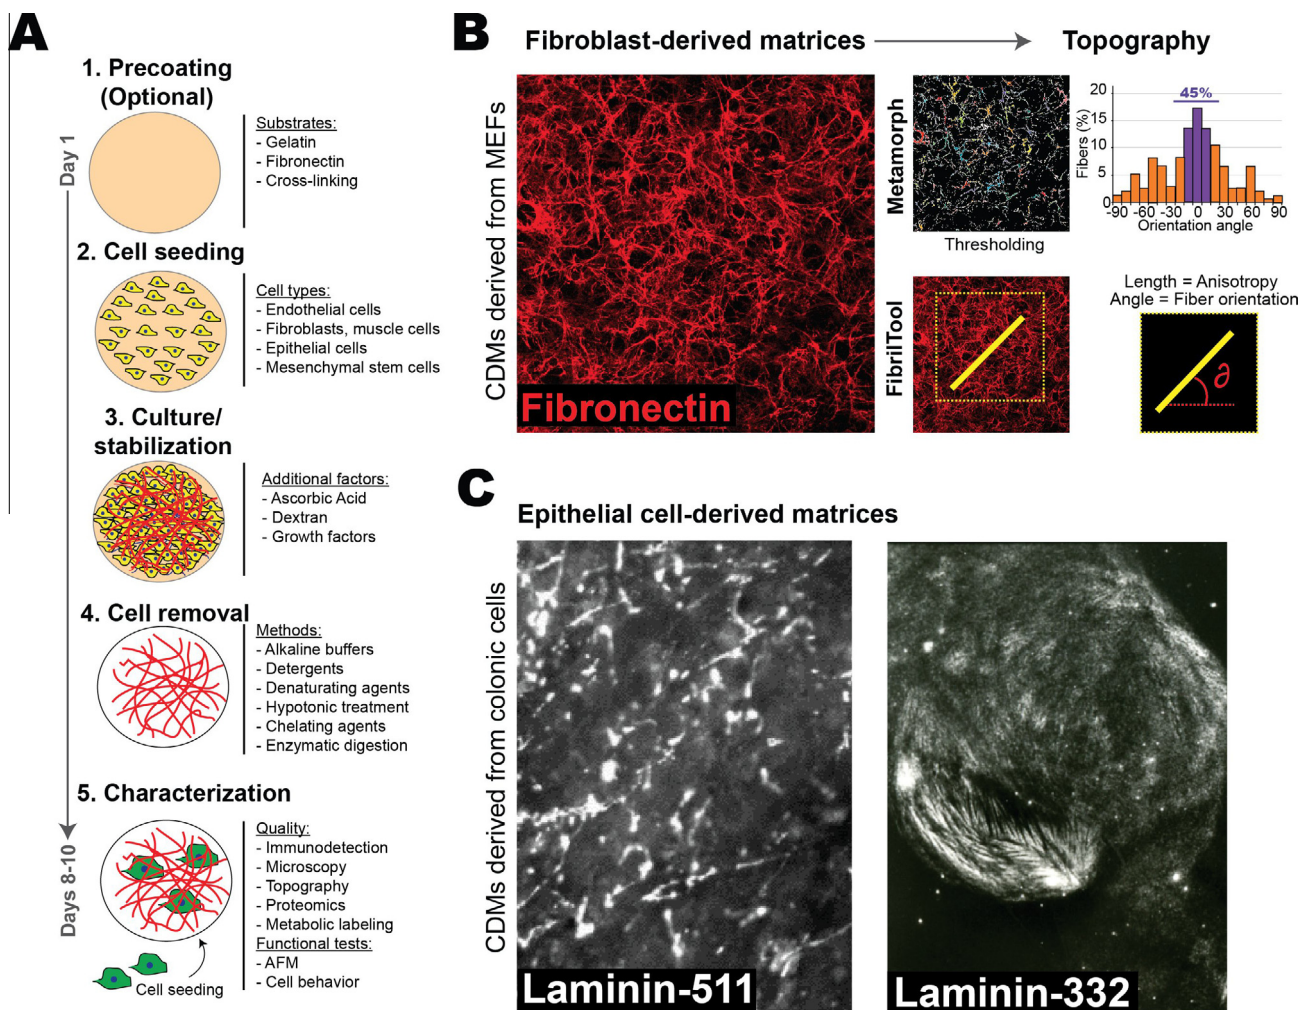 A
1. Precoating
(Optional)
Substrates:
- Gelatin
- Fibronectin
- Cross-linking
Day 1
2. Cell seeding
Cell types:
- Endothelial cells
- Fibroblasts, muscle cells
- Epithelial cells
- Mesenchymal stem cells
3. Culture/
stabilization
Additional factors:
- Ascorbic Acid
- Dextran
- Growth factors
4. Cell removal
Methods:
- Alkaline buffers
- Detergents
- Denaturating agents
- Hypotonic treatment
- Chelating agents
- Enzymatic digestion
5. Characterization
Quality:
- Immunodetection
- Microscopy
- Topography
- Proteomics
- Metabolic labeling
Functional tests:
- AFM
- Cell behavior
Days 8-10
Cell seeding
B
Fibroblast-derived matrices
Topography
CDMs derived from MEFs
Fibronectin
Metamorph
Thresholding
45%
Fibers (%)
20
15
10
5
0
-90 -60 -30 0 30 60 90
Orientation angle
FibrilTool
Length = Anisotropy
Angle = Fiber orientation
∂
C
Epithelial cell-derived matrices
CDMs derived from colonic cells
Laminin-511
Laminin-332